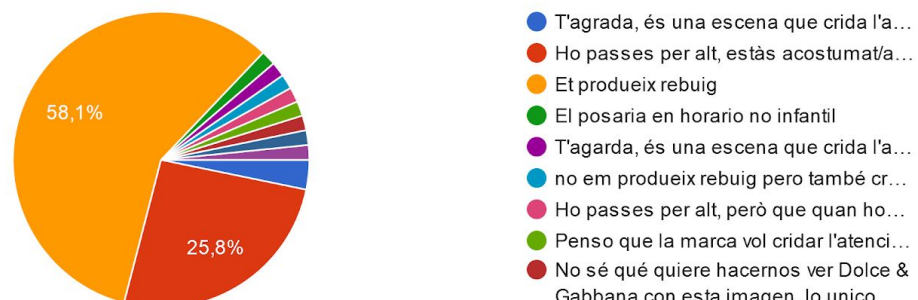 58,1%
25,8%
T'agrada, és una escena que crida l'a…
Ho passes per alt, estàs acostumat/a…
Et produeix rebuig
El posaria en horario no infantil
T'agarda, és una escena que crida l'a…
no em produeix rebuig pero també cr…
Ho passes per alt, però que quan ho…
Penso que la marca vol cridar l'atenci…
No sé qué quiere hacernos ver Dolce &
Gabbana con esta imagen, lo unico